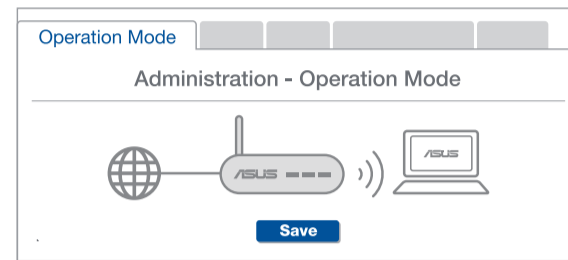 Operation Mode
Administration - Operation Mode
ASUS
ASUS
Save